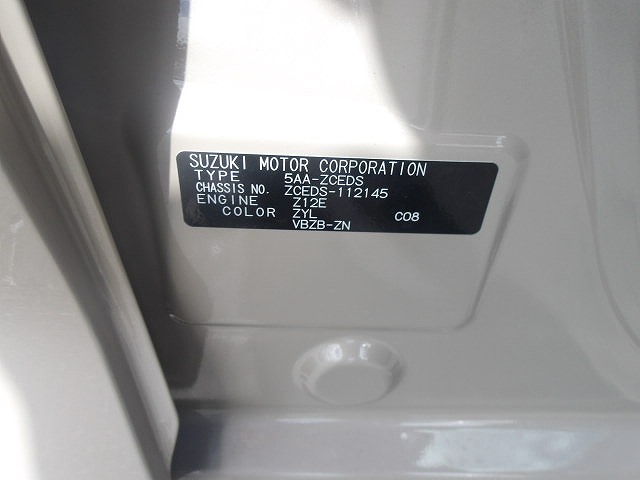 SUZUKI MOTOR CORPORATION
TYPE 5AA-ZCEDS
CHASSIS NO. ZCEDS-112145
ENGINE Z12E
COLOR ZYL C08
VBZB-ZN